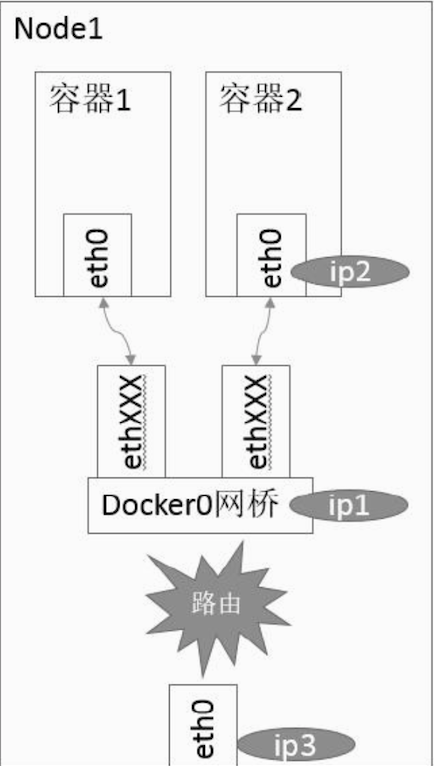 Node1
容器1
容器2
eth0
eth0
ip2
ethXXX
ethXXX
Docker0网桥
ip1
路由
eth0
ip3